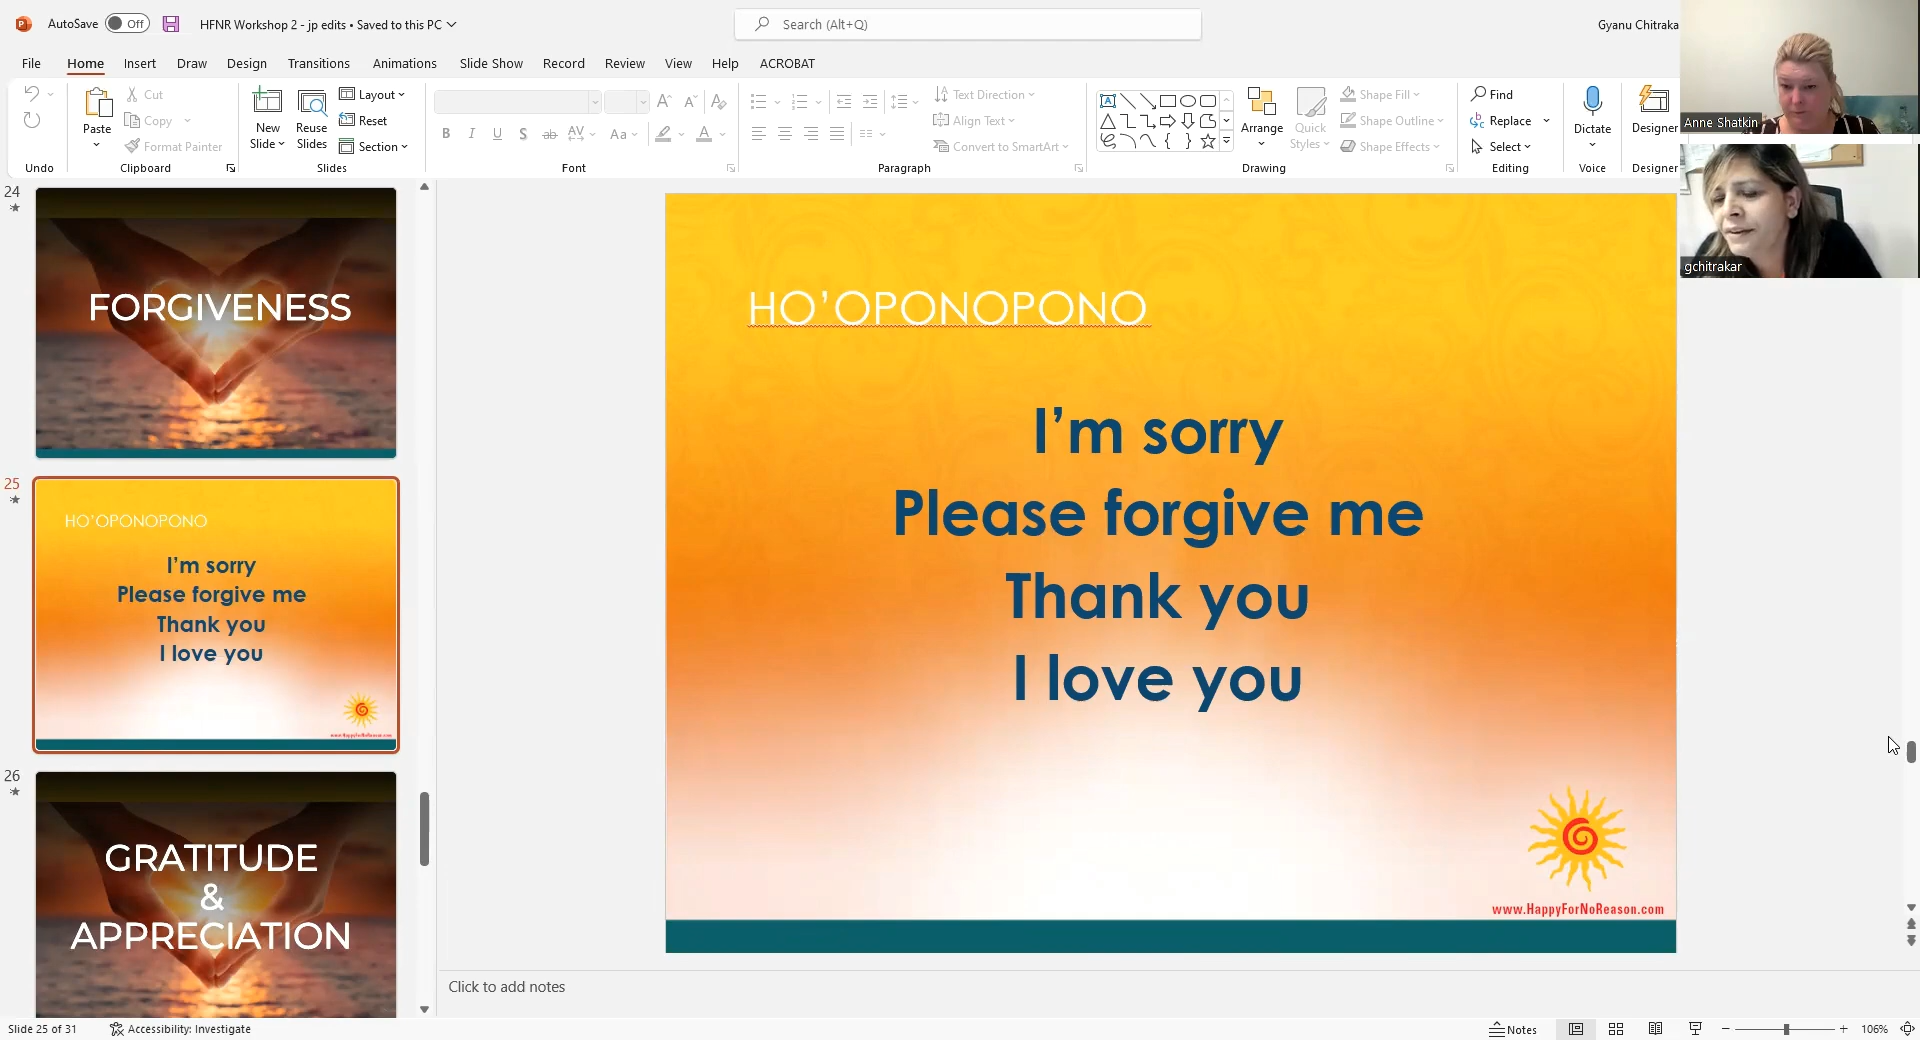 AutoSave Off HFNR Workshop 2 - jp edits • Saved to this PC Search (Alt+Q) Gyanu Chitraka
File Home Insert Draw Design Transitions Animations Slide Show Record Review View Help ACROBAT
Undo
Paste
Cut
Copy
Format Painter
Clipboard
New
Slide
Reuse
Slides
Layout
Reset
Section
Slides
B I U S ab AV Aa A
Font
Text Direction
Align Text
Convert to SmartArt
Paragraph
Arrange
Quick
Styles
Shape Fill
Shape Outline
Shape Effects
Drawing
Find
Replace
Select
Editing
Dictate
Voice
Designer
Designer
Anne Shatkin
gchitrakar
24
FORGIVENESS
25
HO’OPONOPONO
I’m sorry
Please forgive me
Thank you
I love you
www.HappyForNoReason.com
26
GRATITUDE
&
APPRECIATION
HO’OPONOPONO
I’m sorry
Please forgive me
Thank you
I love you
www.HappyForNoReason.com
Click to add notes
Slide 25 of 31 Accessibility: Investigate Notes 106%